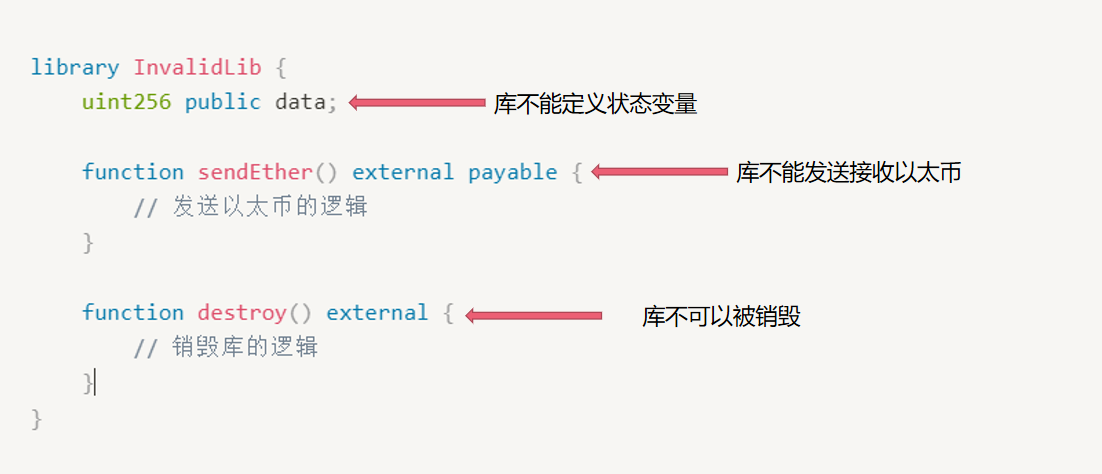 library InvalidLib {
uint256 public data; 库不能定义状态变量
function sendEther() external payable { 库不能发送接收以太币
// 发送以太币的逻辑
}
function destroy() external { 库不可以被销毁
// 销毁库的逻辑
}
}